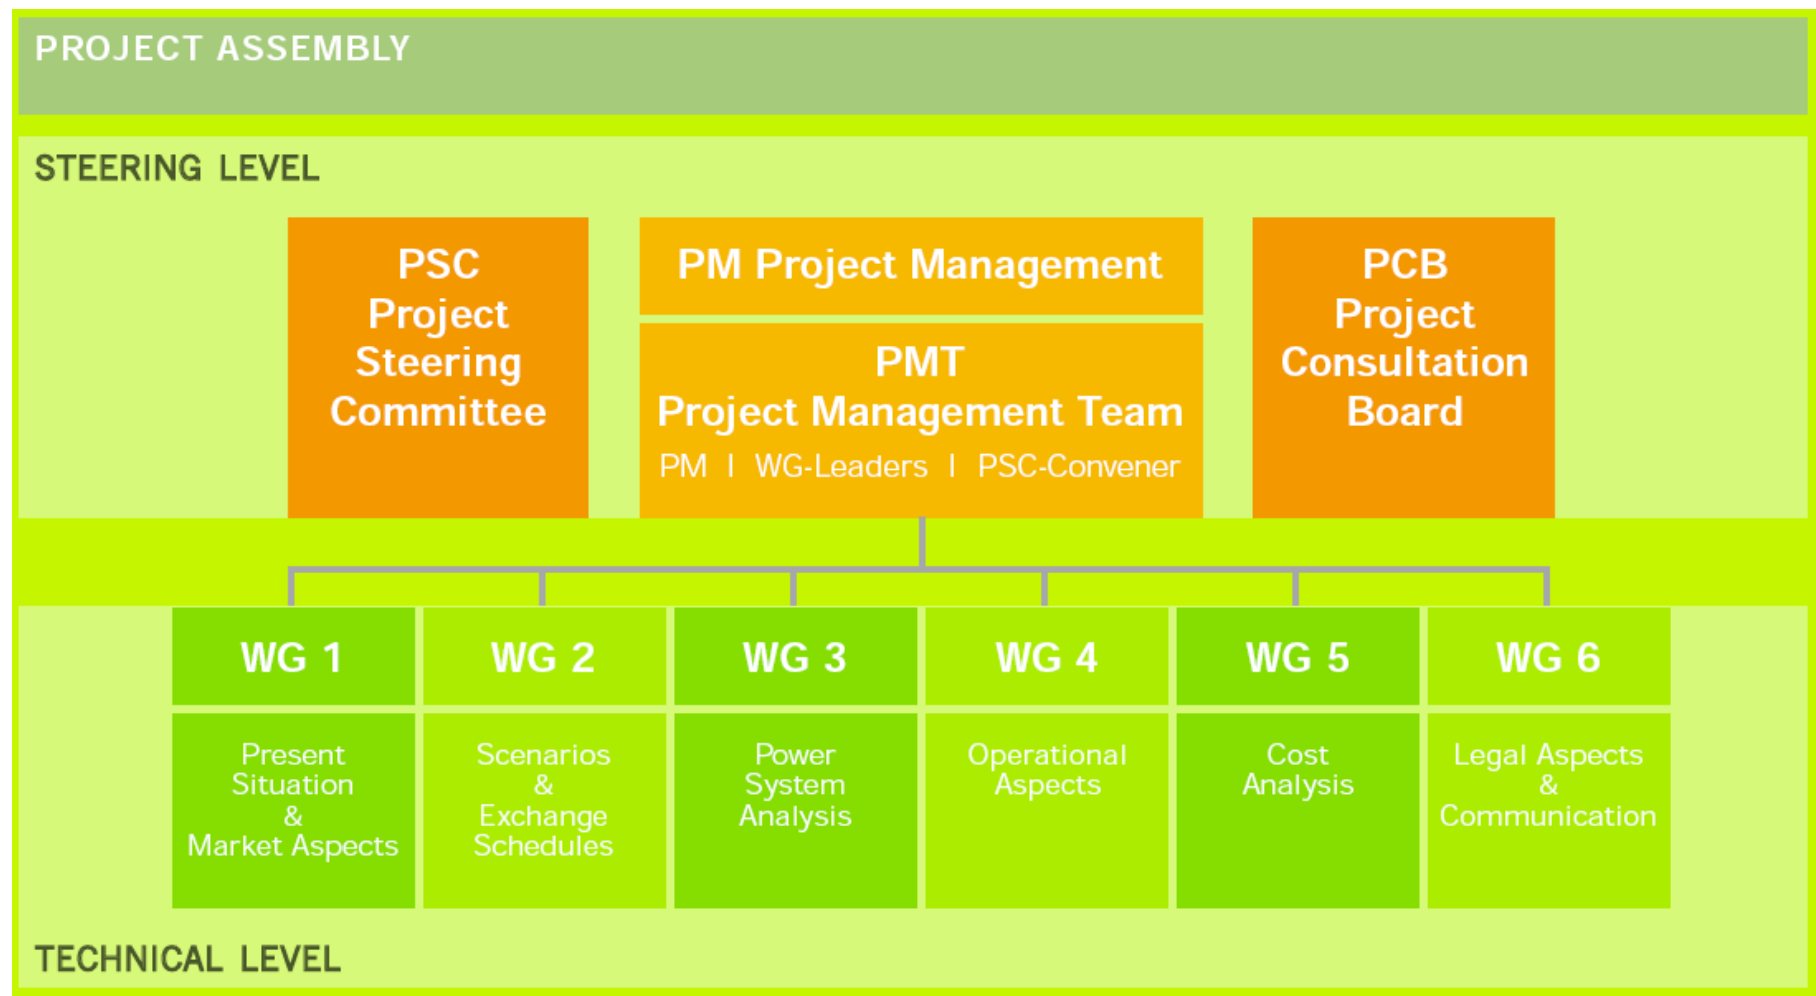 PROJECT ASSEMBLY
STEERING LEVEL
PSC
Project
Steering
Committee
PM Project Management
PMT
Project Management Team
PM | WG-Leaders | PSC-Convener
PCB
Project
Consultation
Board
WG 1
WG 2
WG 3
WG 4
WG 5
WG 6
Present
Situation
&
Market Aspects
Scenarios
&
Exchange
Schedules
Power
System
Analysis
Operational
Aspects
Cost
Analysis
Legal Aspects
&
Communication
TECHNICAL LEVEL